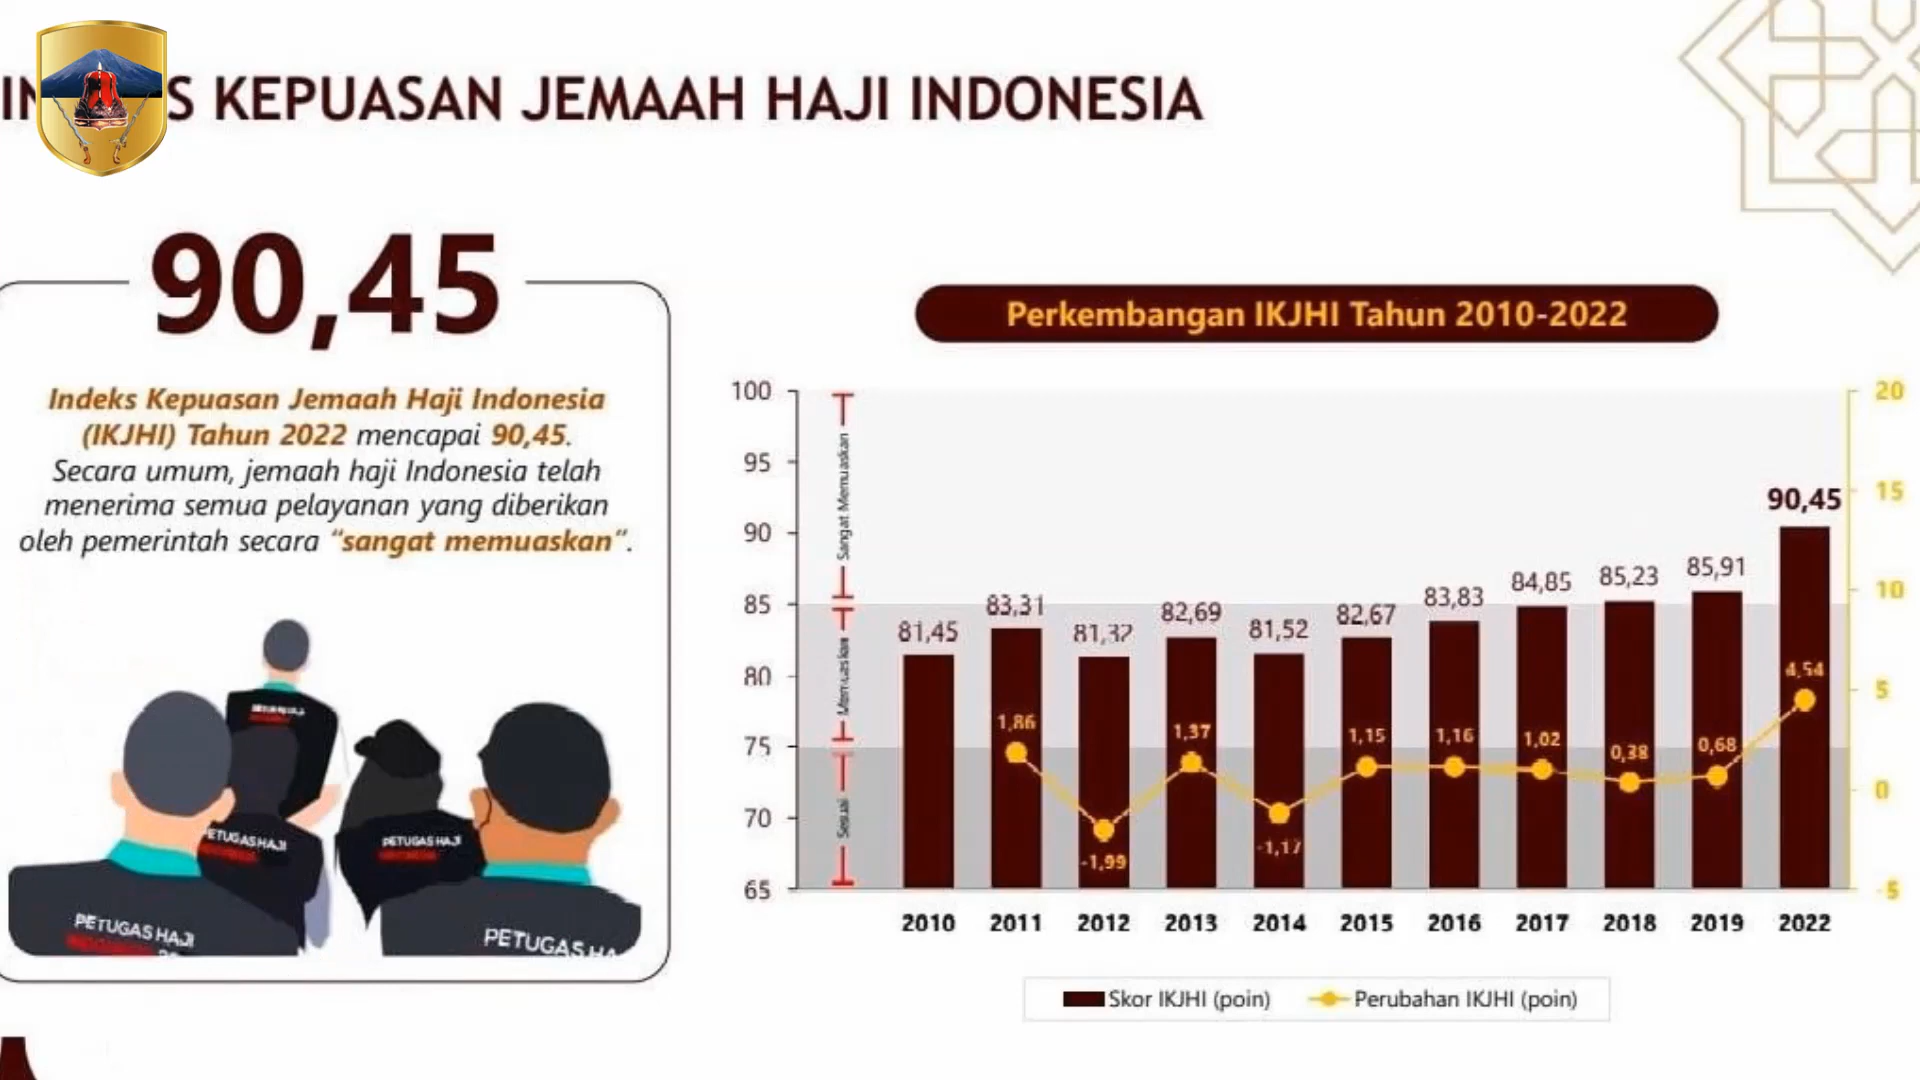 S KEPUASAN JEMAAH HAJI INDONESIA
90,45
Indeks Kepuasan Jemaah Haji Indonesia
(IKJHI) Tahun 2022 mencapai 90,45.
Secara umum, jemaah haji Indonesia telah
menerima semua pelayanan yang diberikan
oleh pemerintah secara “sangat memuaskan”.
PETUGAS HAJI
PETUGAS HAJI
PETUGAS HAJI
INDONESIA
PETUGAS HA
Perkembangan IKJHI Tahun 2010-2022
100
95
90
85
80
75
70
65
Sangat Memuaskan
Memuaskan
Sesuai
81,45
83,31
81,32
82,69
81,52
82,67
83,83
84,85
85,23
85,91
90,45
1,86
-1,99
1,37
-1,17
1,15
1,16
1,02
0,38
0,68
4,54
20
15
10
5
0
-5
2010 2011 2012 2013 2014 2015 2016 2017 2018 2019 2022
Skor IKJHI (poin) Perubahan IKJHI (poin)